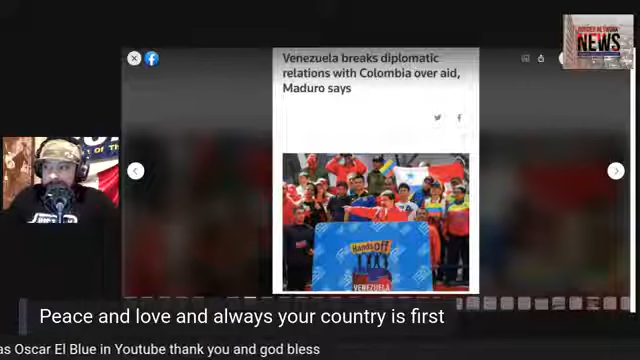 Venezuela breaks diplomatic
relations with Colombia over aid,
Maduro says
NEWS
Hands off
VENEZUELA
Peace and love and always your country is first
as Oscar El Blue in Youtube thank you and god bless